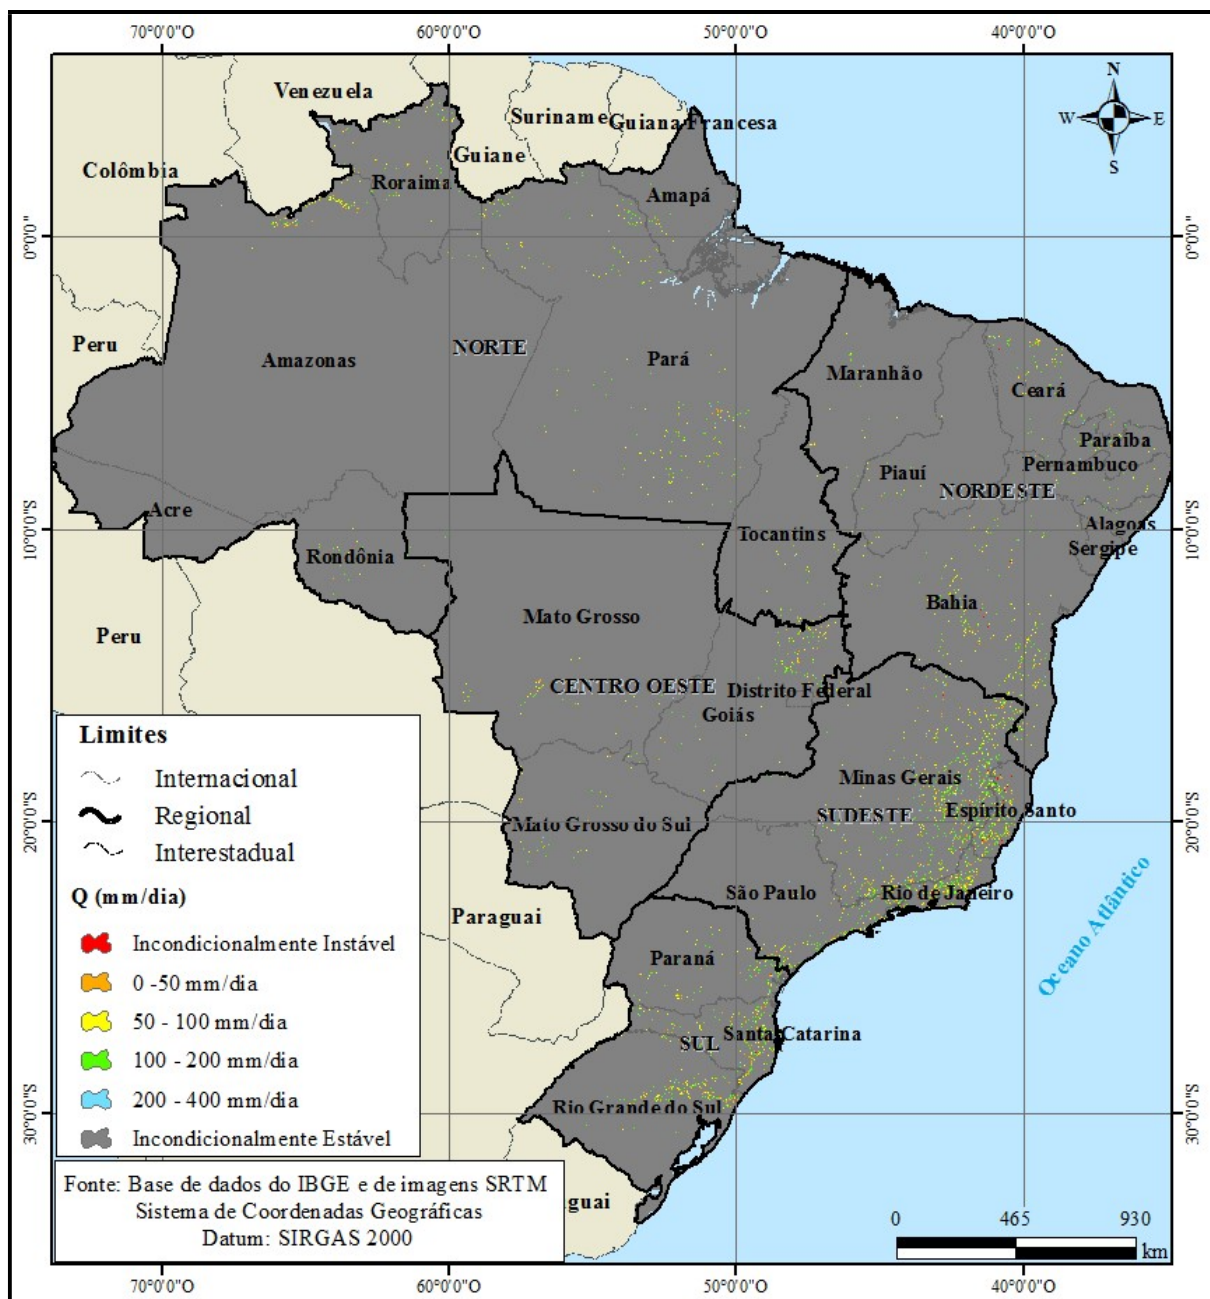 70°0'0"O 60°0'0"O 50°0'0"O 40°0'0"O
N
W E
S
Venezuela
Suriname
Guiana Francesa
Guiane
Colômbia
Roraima
Amapá
0°0'0" 0°0'0"
Peru
Amazonas
NORTE
Pará
Maranhão
Ceará
Paraíba
Pernambuco
Piauí
NORDESTE
Acre
Alagoas
Sergipe
10°0'0"S 10°0'0"S
Tocantins
Rondônia
Bahia
Mato Grosso
Peru
CENTRO OESTE
Distrito Federal
Goiás
Minas Gerais
SUDESTE
Espírito Santo
20°0'0"S 20°0'0"S
Mato Grosso do Sul
São Paulo
Rio de Janeiro
Paraguai
Paraná
Oceano Atlântico
Santa Catarina
SUL
Rio Grande do Sul
30°0'0"S 30°0'0"S
guai
Limites
Internacional
Regional
Interestadual
Q (mm/dia)
Incondicionalmente Instável
0 -50 mm/dia
50 - 100 mm/dia
100 - 200 mm/dia
200 - 400 mm/dia
Incondicionalmente Estável
Fonte: Base de dados do IBGE e de imagens SRTM
Sistema de Coordenadas Geográficas
Datum: SIRGAS 2000
0 465 930
km
70°0'0"O 60°0'0"O 50°0'0"O 40°0'0"O